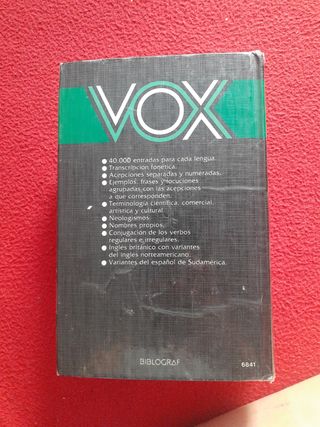 VOX
● 40.000 entradas para cada lengua.
● Transcripción fonética.
● Acepciones separadas y numeradas.
● Ejemplos, frases y locuciones
agrupadas con las acepciones
a que corresponden.
● Terminología científica, comercial,
artística y cultural.
● Neologismos.
● Nombres propios.
● Conjugación de los verbos
regulares e irregulares.
● Inglés británico con variantes
del inglés norteamericano.
● Variantes del español de Sudamérica.
BIBLOGRAF
6841